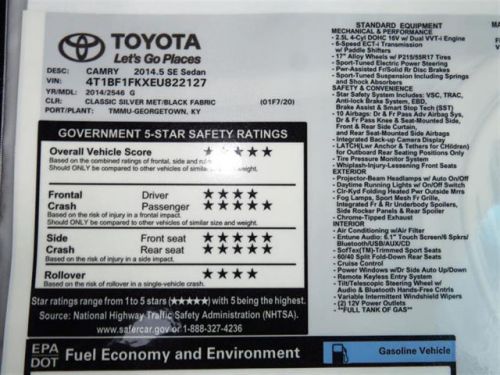 TOYOTA
Let's Go Places
DESC: CAMRY 2014.5 SE Sedan
VIN: 4T1BF1FKXEU822127
YR/MDL: 2014/2546 G
CLR: CLASSIC SILVER MET/BLACK FABRIC (01F7/20)
PORT/PLANT: TMMU-GEORGETOWN, KY
GOVERNMENT 5-STAR SAFETY RATINGS
Overall Vehicle Score ★★★★★
Based on the combined ratings of frontal, side and
Should ONLY be compared to other vehicles of similar size and weight.
Frontal Driver ★★★★
Crash Passenger ★★★★★
Based on the risk of injury in a frontal impact.
Should ONLY be compared to other vehicles of similar size and weight.
Side Front seat ★★★★★
Crash Rear seat ★★★★★
Based on the risk of injury in a side impact.
Rollover ★★★★
Based on the risk of rollover in a single-vehicle crash.
Star ratings range from 1 to 5 stars (★★★★★) with 5 being the highest.
Source: National Highway Traffic Safety Administration (NHTSA).
www.safercar.gov or 1-888-327-4236
EPA
DOT
Fuel Economy and Environment
Gasoline Vehicle
STANDARD EQUIPMENT
MECHANICAL & PERFORMANCE
- 2.5L 4-Cyl DOHC 16V w/Dual VVT-i Engine
- 6-Speed ECT-i Transmission
w/ Paddle Shifters
- 17" Alloy Wheels w/ P215/55R17 Tires
- Sport-Tuned Electric Power Steering
- Pwr-Assisted Fr/Solid Rr Disc Brakes
- Sport-Tuned Suspension Including Springs
and Shock Absorbers
SAFETY & CONVENIENCE
- Star Safety System Includes: VSC, TRAC,
Anti-lock Brake System, EBD,
Brake Assist & Smart Stop Tech (SST)
- 10 Airbags: Dr & Fr Pas Adv Airbag Sys,
Dr & Fr Pass Knee & Seat-Mounted Side,
Front & Rear Side Curtain,
and Rear Seat-Mounted Side Airbags
- Integrated Back-up Camera Display
- LATCH(Lwr Anchor & Tethers for CHildren)
for Outboard Rear Seating Positions Only
- Tire Pressure Monitor System
- Whiplash-Injury-Lessening Front Seats
EXTERIOR
- Projector-Beam Headlamps w/ Auto On/Off
- Daytime Running Lights w/ On/Off Switch
- Clr-Kyd Folding Heated Pwr Outside Mrrs
- Fog Lamps, Sport Mesh Fr Grille,
Integrated Fr & Rr Underbody Spoilers,
Side Rocker Panels & Rear Spoiler
- Chrome-Tipped Exhaust
INTERIOR
- Air Conditioning w/Air Filter
- Entune Audio: 6.1" Touch Screen/6 Spkrs/
Bluetooth/USB/AUX/CD
- SofTex(TM)-Trimmed Sport Seats
- 60/40 Split Fold-Down Rear Seats
- Cruise Control
- Power Windows w/Dr Side Auto Up/Down
- Remote Keyless Entry System
- Tilt/Telescopic Steering Wheel w/
Audio & Bluetooth Hands-Free Cntrls
- Variable Intermittent Windshield Wipers
- (2) 12V Power Outlets
**FULL TANK OF GAS**